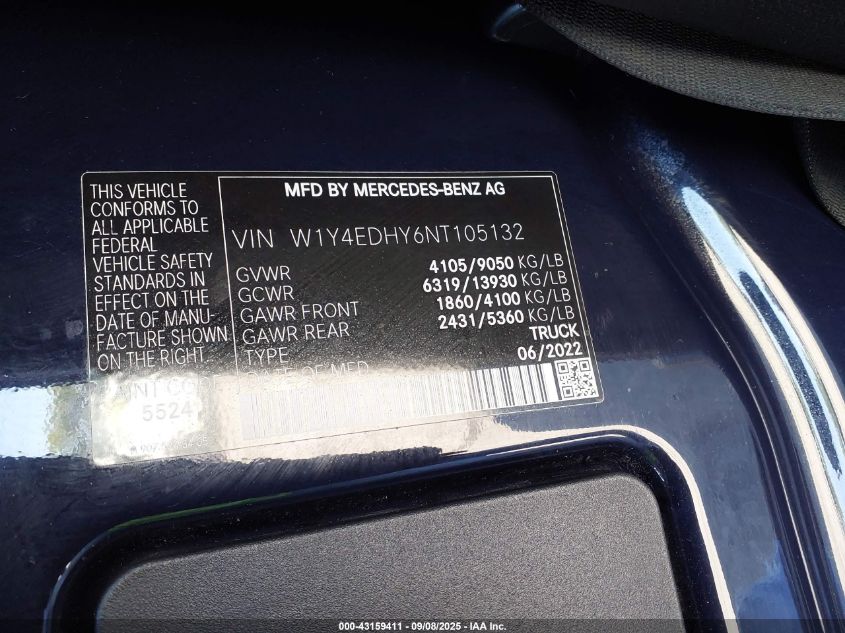 THIS VEHICLE
CONFORMS TO
ALL APPLICABLE
FEDERAL
VEHICLE SAFETY
STANDARDS IN
EFFECT ON THE
DATE OF MANU-
FACTURE SHOWN
ON THE RIGHT
5524
MFD BY MERCEDES-BENZ AG
VIN W1Y4EDHY6NT105132
GVWR 4105/9050 KG/LB
GCWR 6319/13930 KG/LB
GAWR FRONT 1860/4100 KG/LB
GAWR REAR 2431/5360 KG/LB
TYPE TRUCK
DATE OF MFD 06/2022
000-43159411 - 09/08/2025 - IAA Inc.